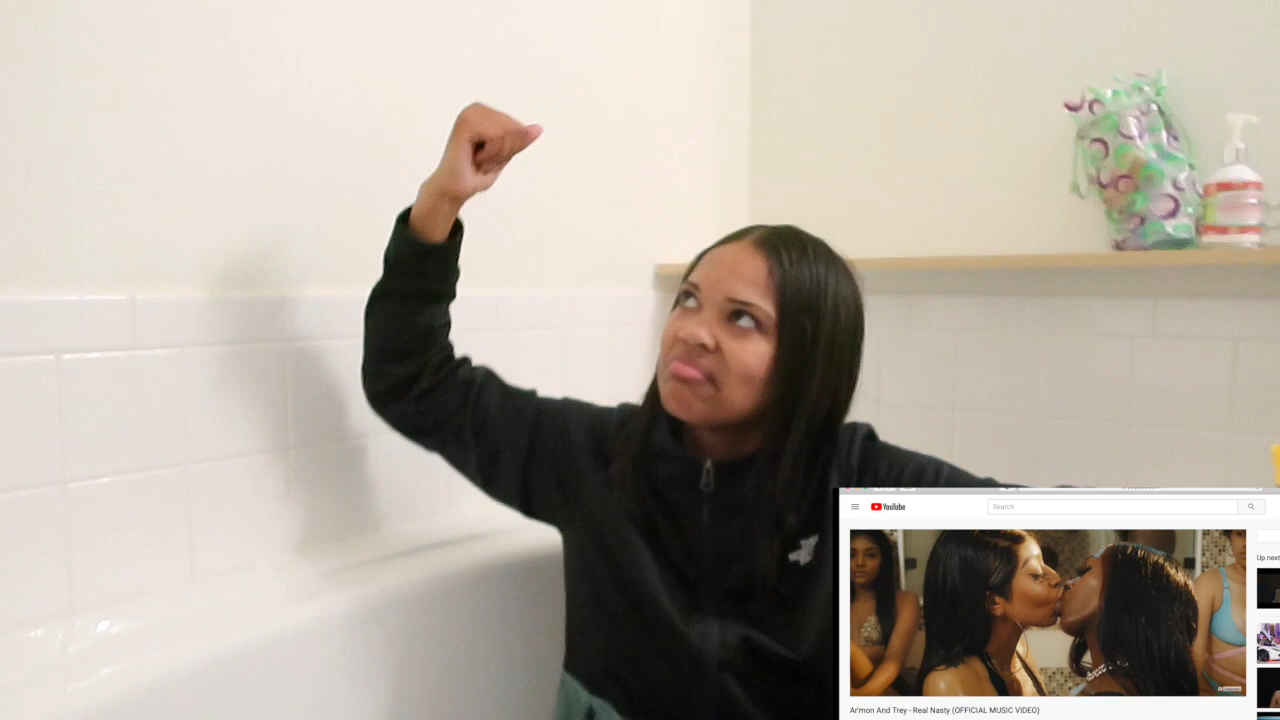 YouTube
Search
Up next
Ar'mon And Trey - Real Nasty (OFFICIAL MUSIC VIDEO)